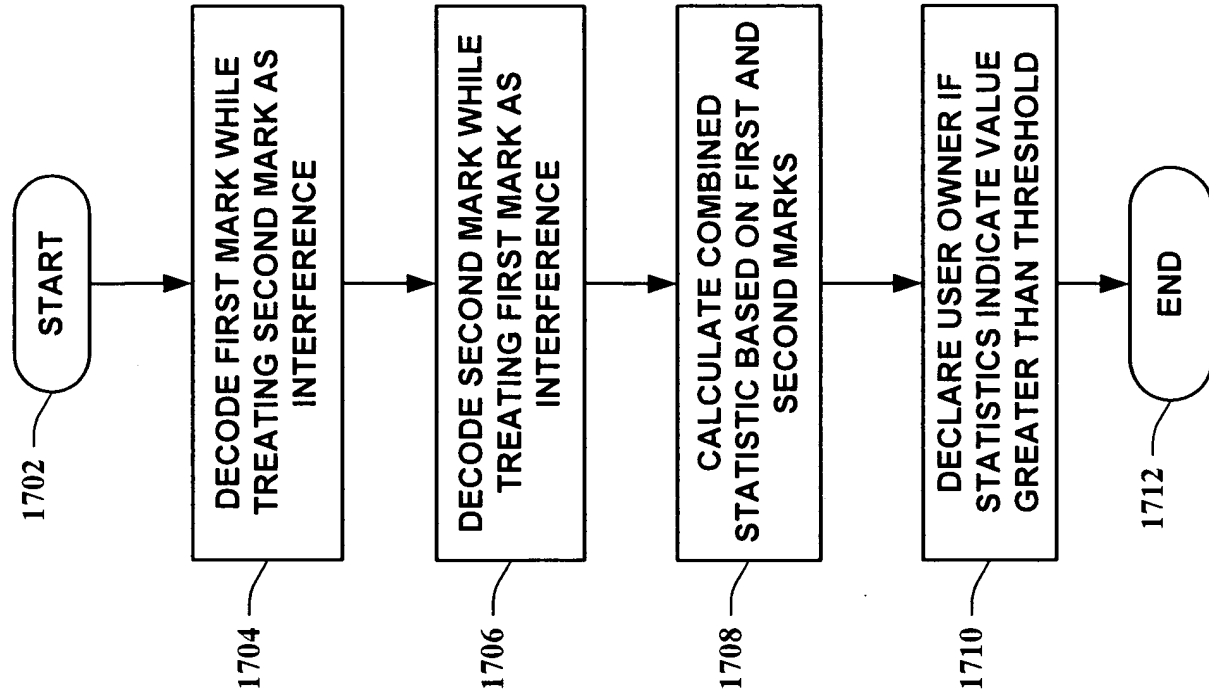 START
1702
DECODE FIRST MARK WHILE
TREATING SECOND MARK AS
INTERFERENCE
1704
DECODE SECOND MARK WHILE
TREATING FIRST MARK AS
INTERFERENCE
1706
CALCULATE COMBINED
STATISTIC BASED ON FIRST AND
SECOND MARKS
1708
DECLARE USER OWNER IF
STATISTICS INDICATE VALUE
GREATER THAN THRESHOLD
1710
END
1712